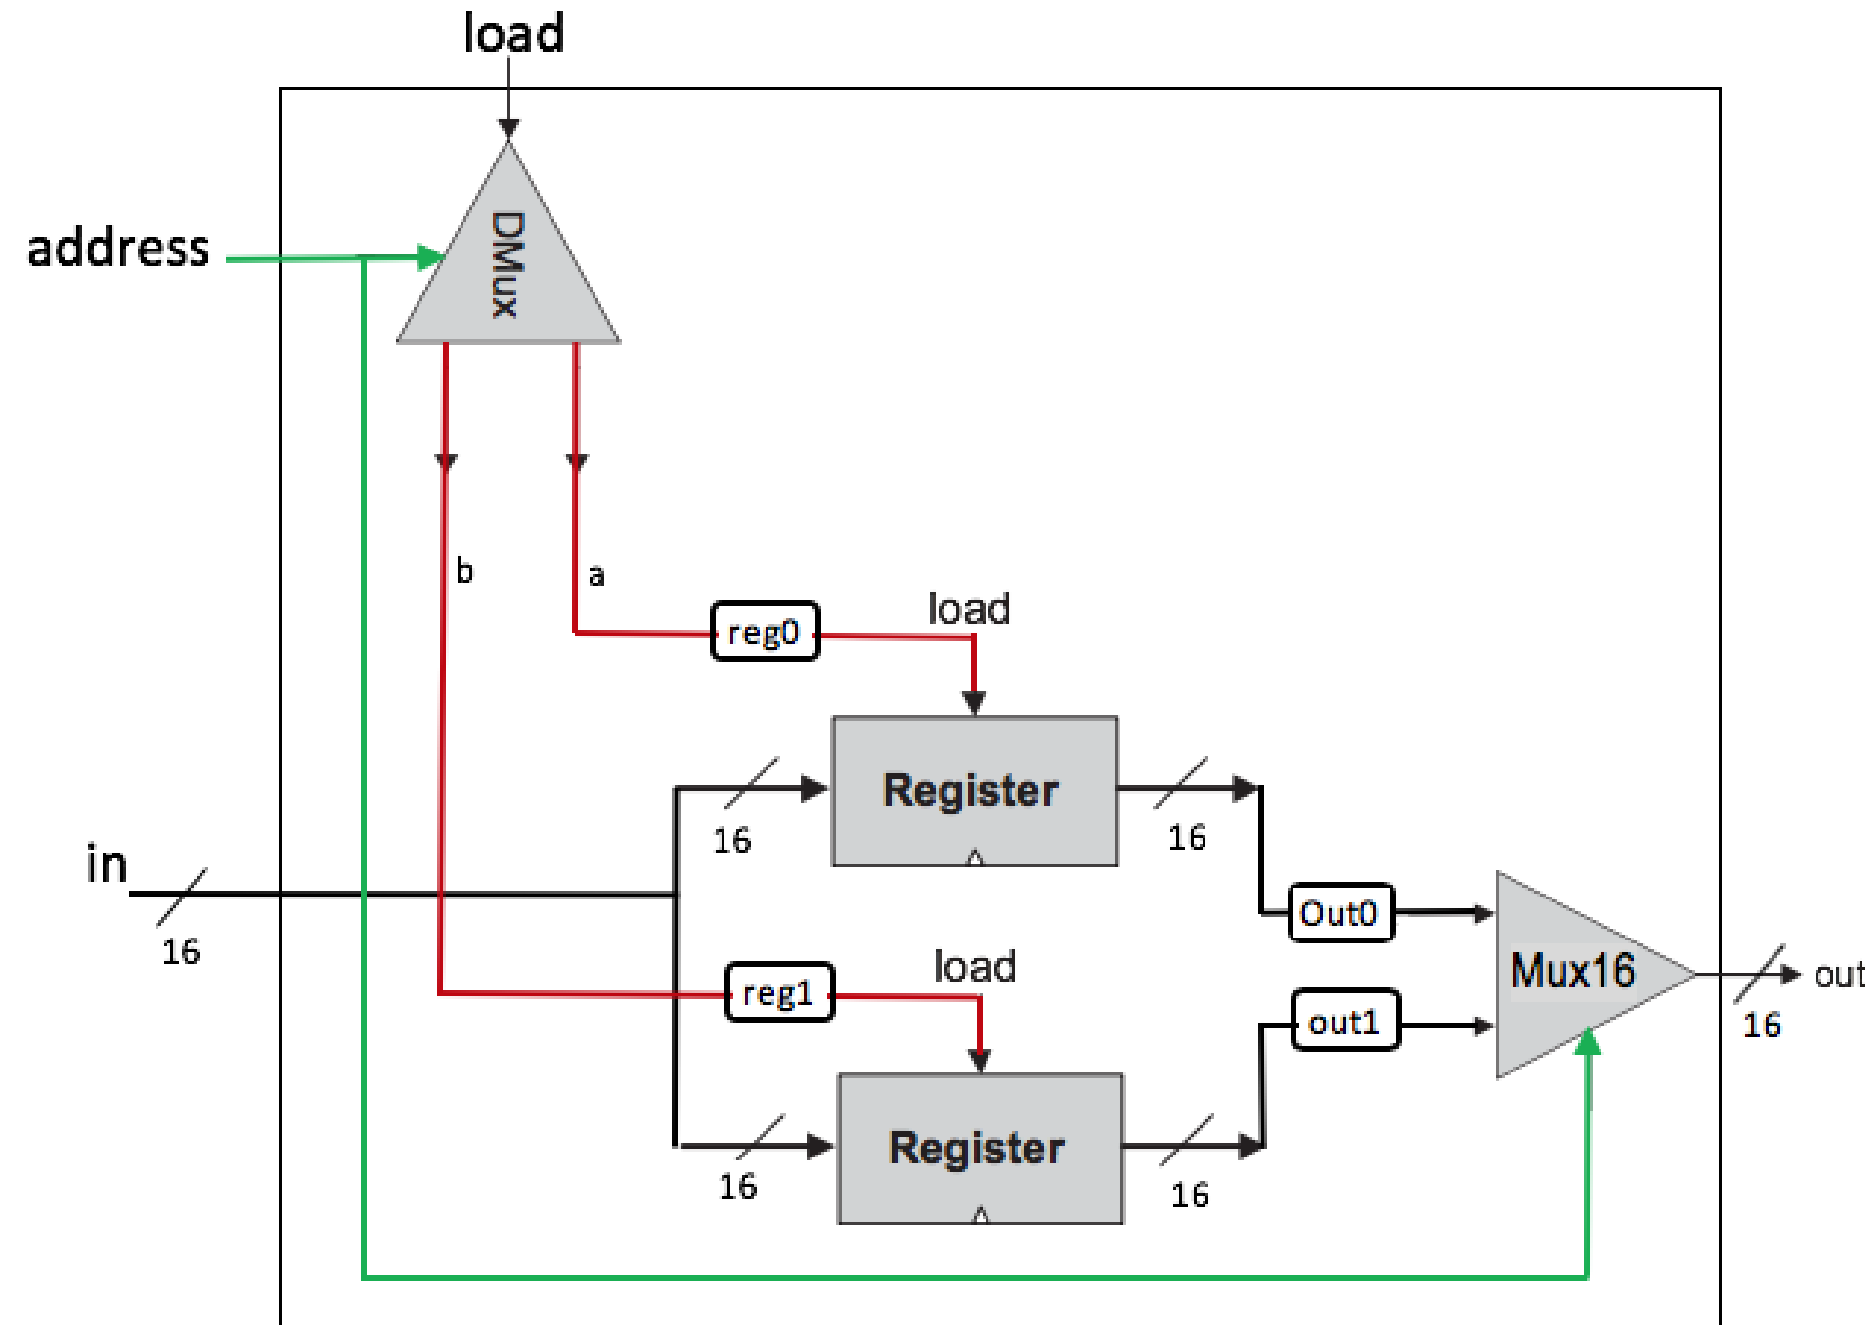 load
address
DMux
b
a
reg0
load
Register
16
16
in
16
Out0
load
reg1
Mux16
out
out1
16
Register
16
16